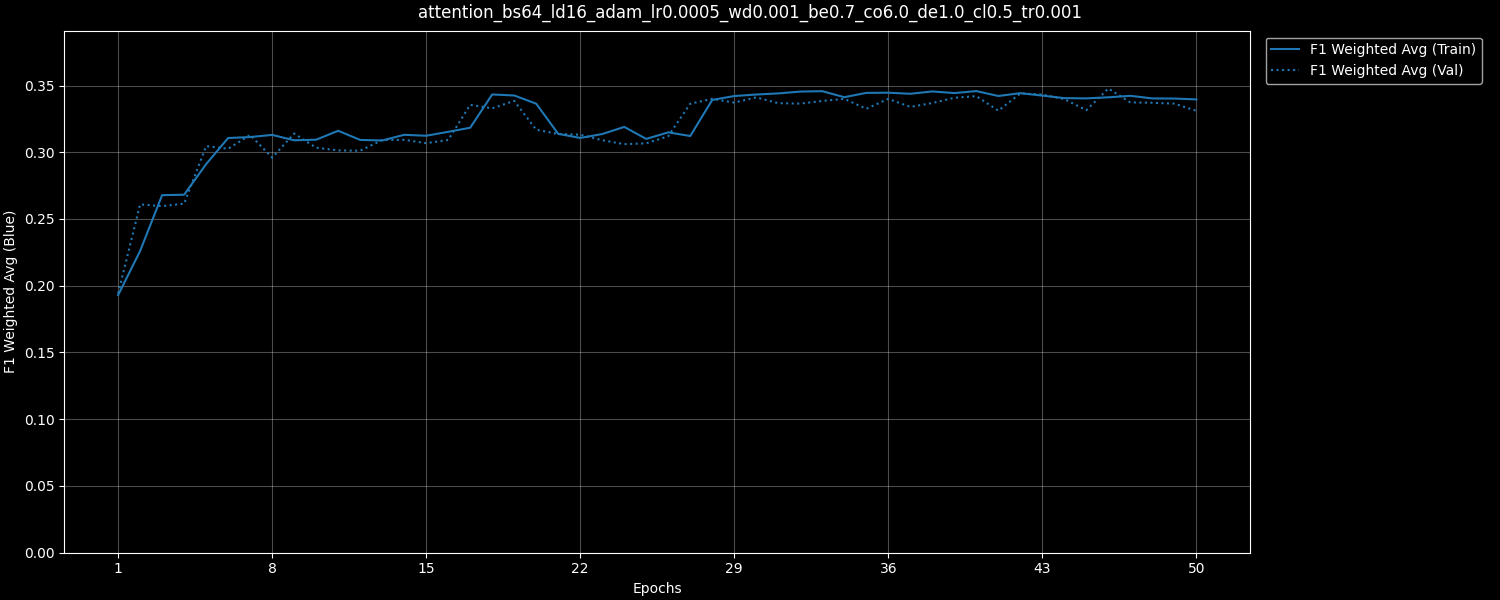 attention_bs64_ld16_adam_lr0.0005_wd0.001_be0.7_co6.0_de1.0_cl0.5_tr0.001
F1 Weighted Avg (Train)
F1 Weighted Avg (Val)
F1 Weighted Avg (Blue)
0.35
0.30
0.25
0.20
0.15
0.10
0.05
0.00
1 8 15 22 29 36 43 50
Epochs